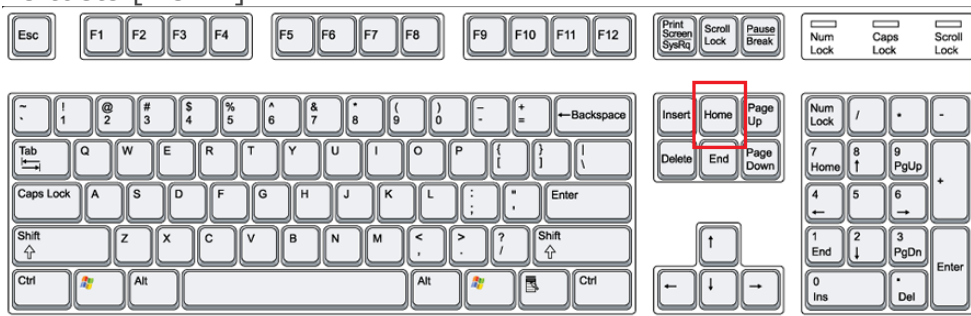 Esc F1 F2 F3 F4 F5 F6 F7 F8 F9 F10 F11 F12 Print Screen SysRq Scroll Lock Pause Break Num Lock Caps Lock Scroll Lock
~ ` ! 1 @ 2 # 3 $ 4 % 5 ^ 6 & 7 * 8 ( 9 ) 0 _ - + = ←Backspace Insert Home Page Up Num Lock / • -
Tab Q W E R T Y U I O P { [ } ] | \ Delete End Page Down 7 Home 8 ↑ 9 PgUp +
Caps Lock A S D F G H J K L : ; " ' Enter 4 ← 5 6 →
Shift Z X C V B N M < , > . ? / Shift ↑ 1 End 2 ↓ 3 PgDn Enter
Ctrl Alt Alt Ctrl ← ↓ → 0 Ins • Del